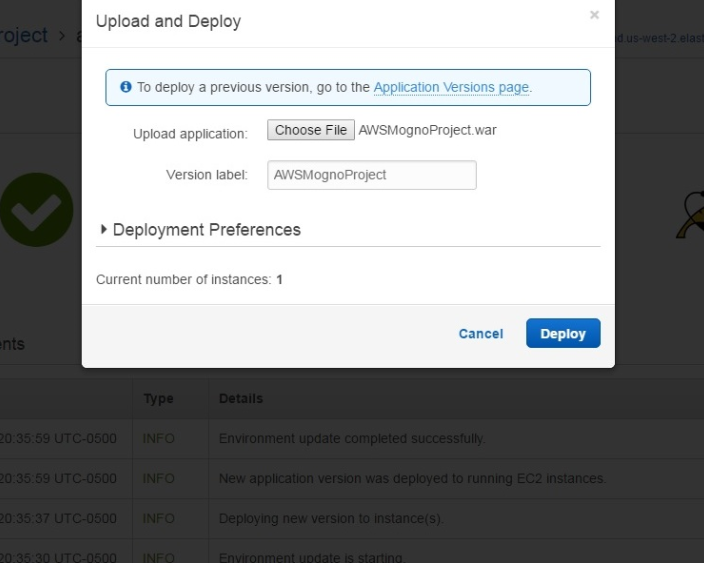 Upload and Deploy
×
oject >
d.us-west-2.elast
To deploy a previous version, go to the Application Versions page.
Upload application: Choose File AWSMognoProject.war
Version label: AWSMognoProject
Deployment Preferences
Current number of instances: 1
Cancel Deploy
ents
Type Details
20:35:59 UTC-0500 INFO Environment update completed successfully.
20:35:59 UTC-0500 INFO New application version was deployed to running EC2 instances.
20:35:37 UTC-0500 INFO Deploying new version to instance(s).
20:35:30 UTC-0500 INFO Environment update is starting